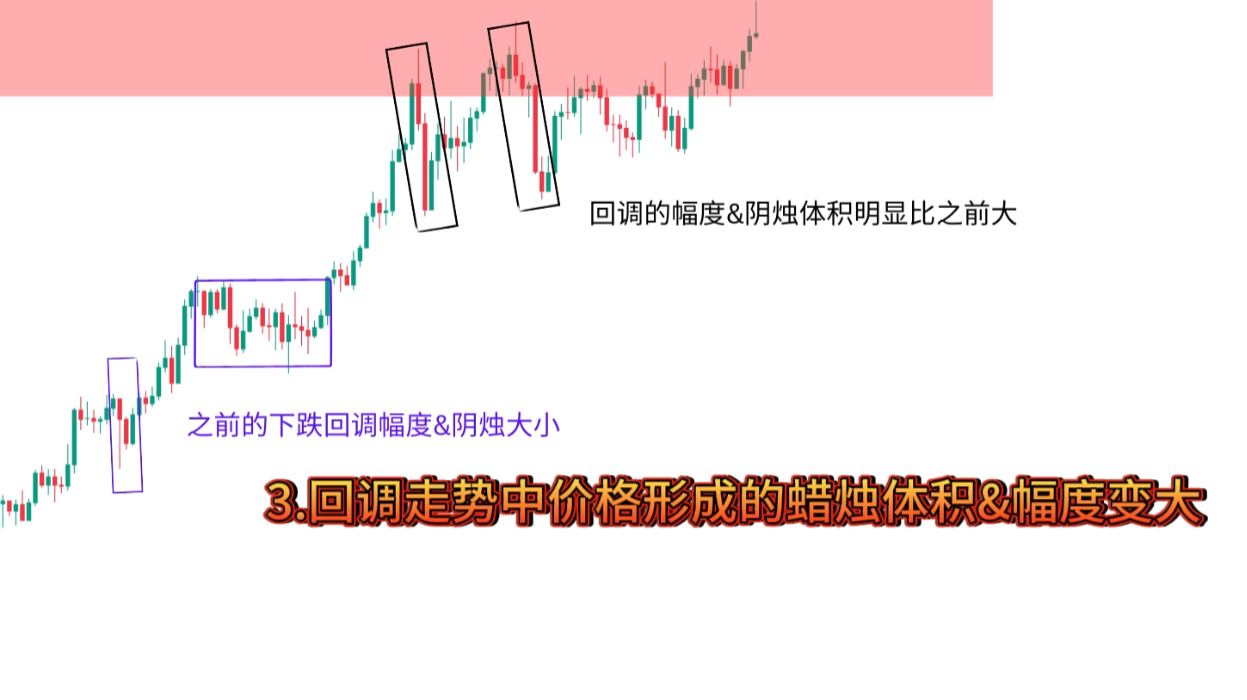 回调的幅度&阴烛体积明显比之前大
之前的下跌回调幅度&阴烛大小
3.回调走势中价格形成的蜡烛体积&幅度变大